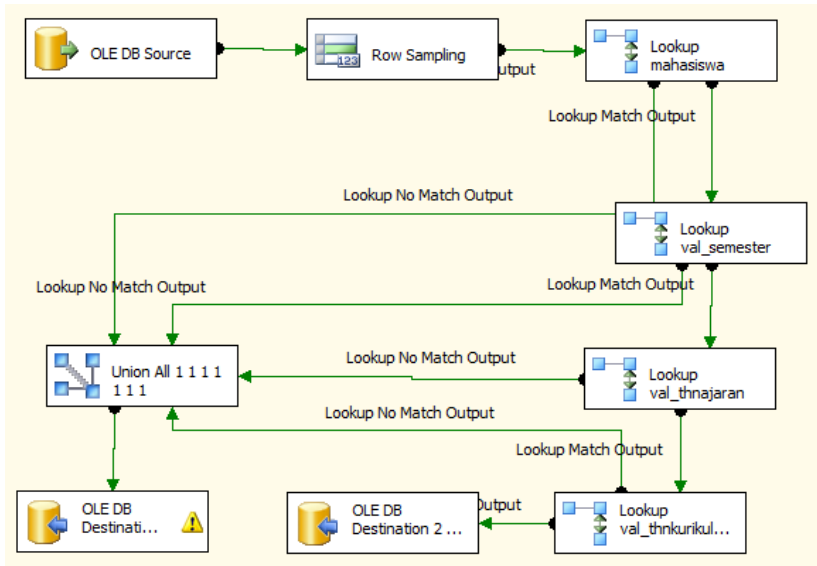 OLE DB Source
123
Row Sampling
utput
Lookup
mahasiswa
Lookup Match Output
Lookup No Match Output
Lookup
val_semester
Lookup No Match Output
Lookup Match Output
Union All 1 1 1 1
1 1 1
Lookup No Match Output
Lookup
val_thnajaran
Lookup No Match Output
Lookup Match Output
OLE DB
Destinati...
OLE DB
Destination 2 ...
Output
Lookup
val_thnkurikul...